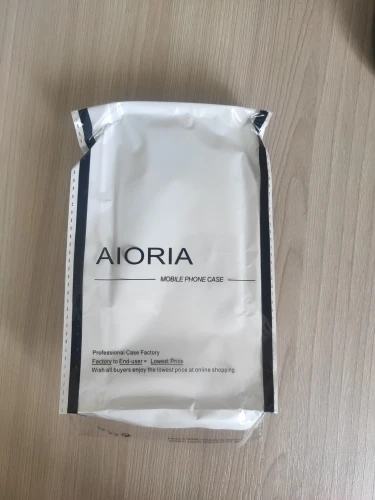 AIORIA
MOBILE PHONE CASE
Professional Case Factory
Factory to End-user = Lowest Price
Wish all buyers enjoy the lowest price at online shopping